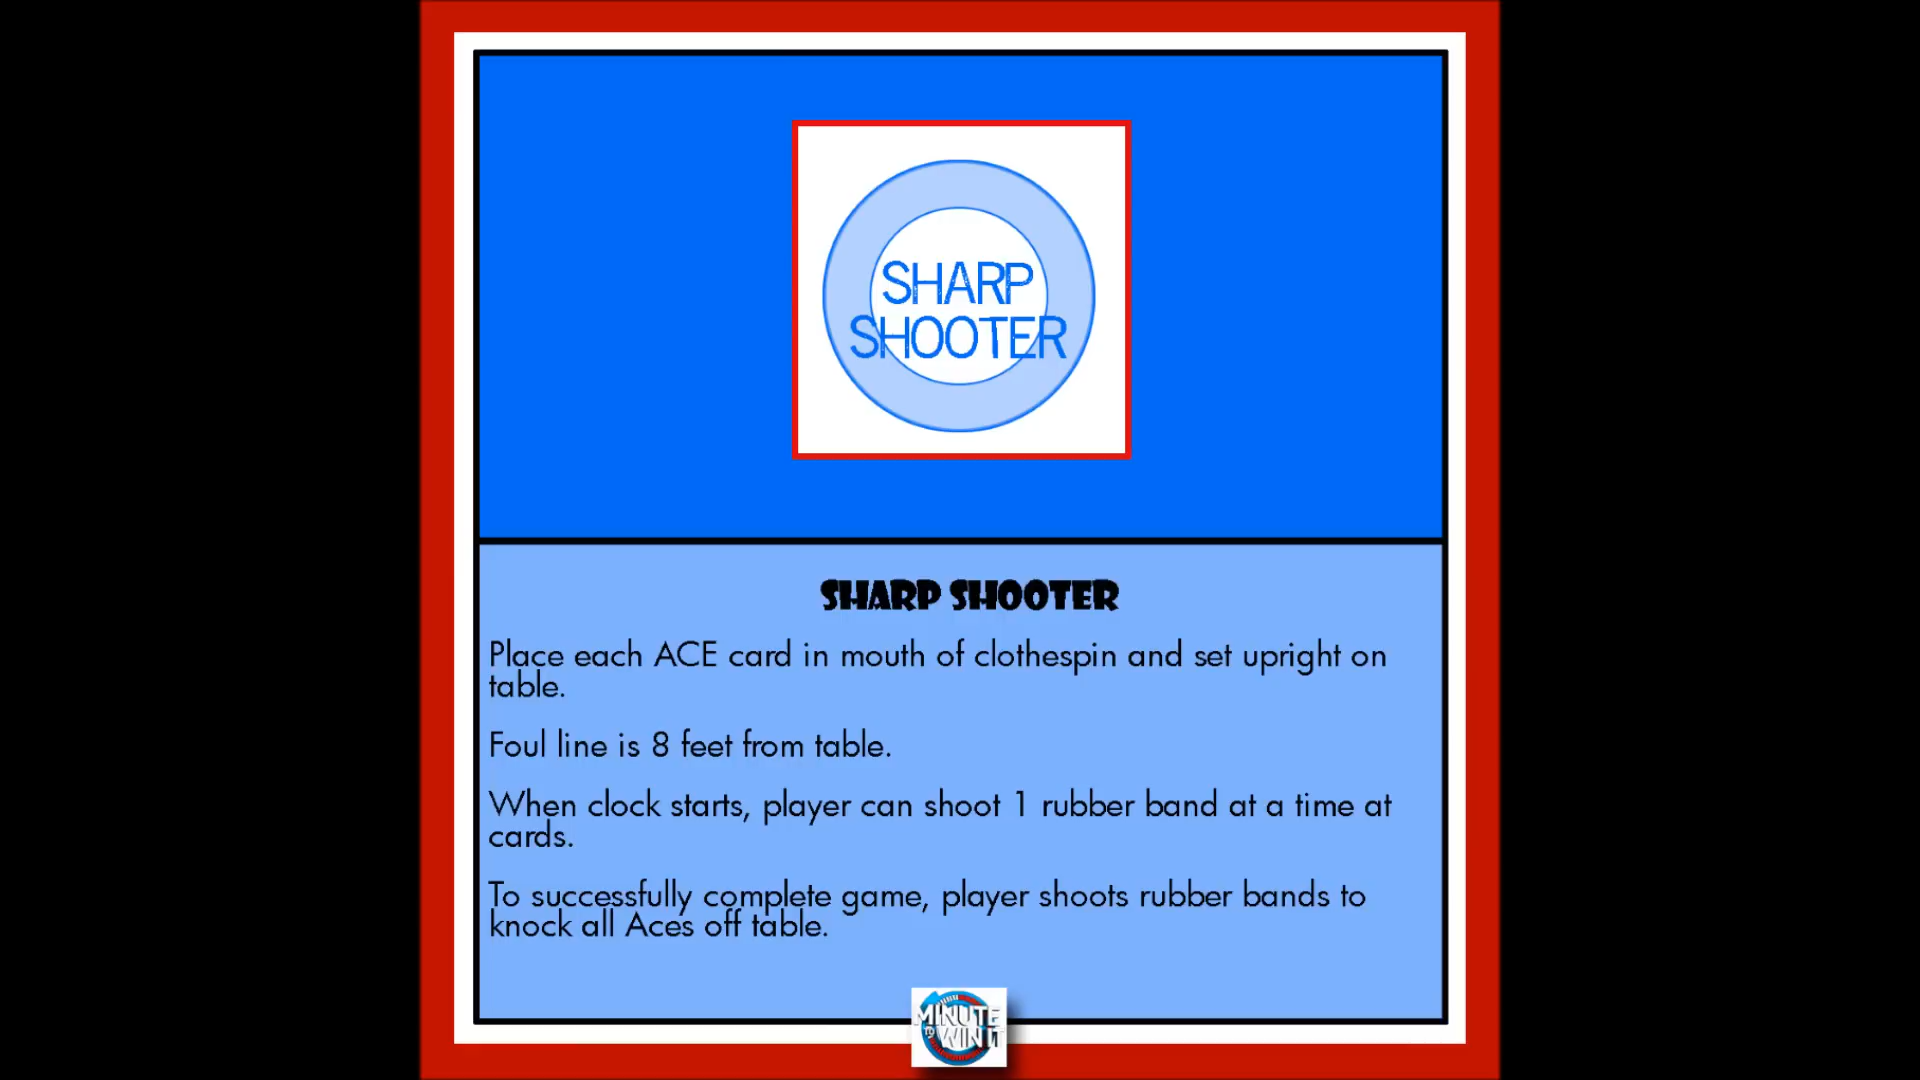 SHARP
SHOOTER
SHARP SHOOTER
Place each ACE card in mouth of clothespin and set upright on
table.
Foul line is 8 feet from table.
When clock starts, player can shoot 1 rubber band at a time at
cards.
To successfully complete game, player shoots rubber bands to
knock all Aces off table.
MINUTE
TO
WIN IT